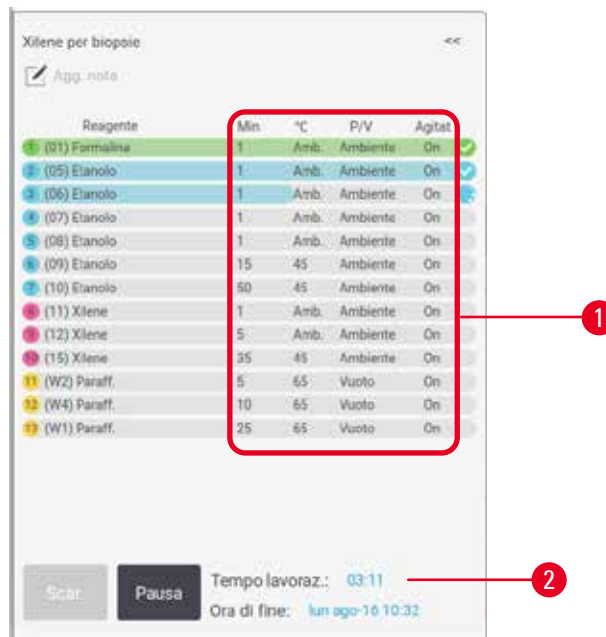 Xilene per biopsie <<
Agg. nota
Reagente Min °C P/V Agitat
1 (01) Formalina 1 Amb. Ambiente On
2 (05) Etanolo 1 Amb. Ambiente On
3 (06) Etanolo 1 Amb. Ambiente On
4 (07) Etanolo 1 Amb. Ambiente On
5 (08) Etanolo 1 Amb. Ambiente On
6 (09) Etanolo 15 45 Ambiente On
7 (10) Etanolo 50 45 Ambiente On
8 (11) Xilene 1 Amb. Ambiente On
9 (12) Xilene 5 Amb. Ambiente On
10 (15) Xilene 35 45 Ambiente On
11 (W2) Paraff. 5 65 Vuoto On
12 (W4) Paraff. 10 65 Vuoto On
13 (W1) Paraff. 25 65 Vuoto On
1
Scar. Pausa Tempo lavoraz.: 03:11 2
Ora di fine: lun ago-16 10:32